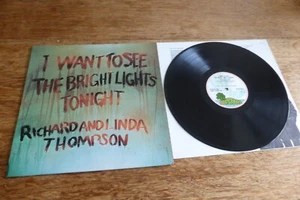 I WANT TO SEE
THE BRIGHT LIGHTS
TONIGHT
RICHARD AND LINDA
THOMPSON